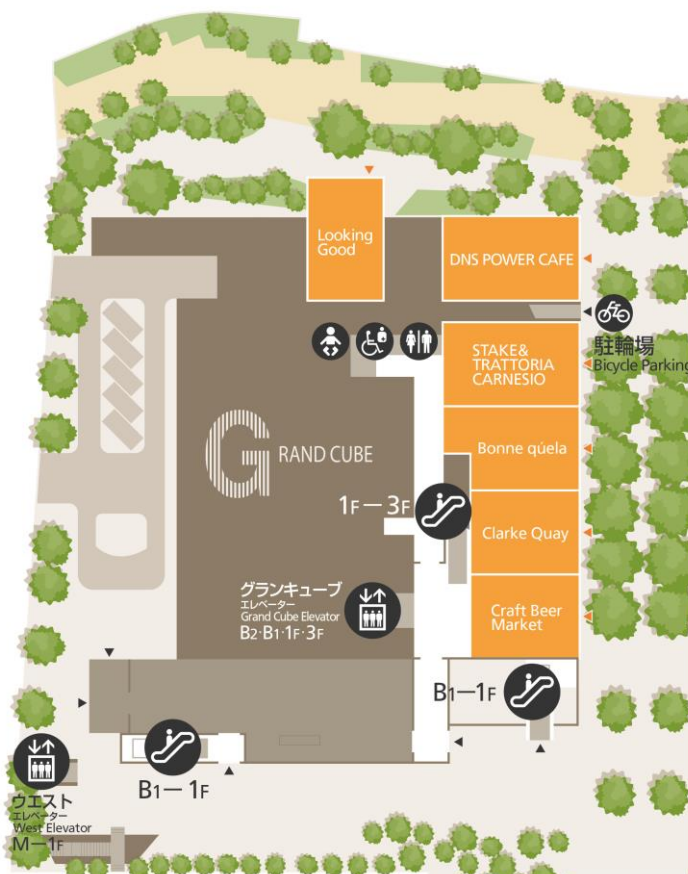 Looking
Good
DNS POWER CAFE
駐輪場
Bicycle Parking
STAKE&
TRATTORIA
CARNESIO
GRAND CUBE
Bonne qúela
1F－3F
Clarke Quay
グランキューブ
エレベーター
Grand Cube Elevator
B2·B1·1F·3F
Craft Beer
Market
B1－1F
B1－1F
ウエスト
エレベーター
West Elevator
M－1F